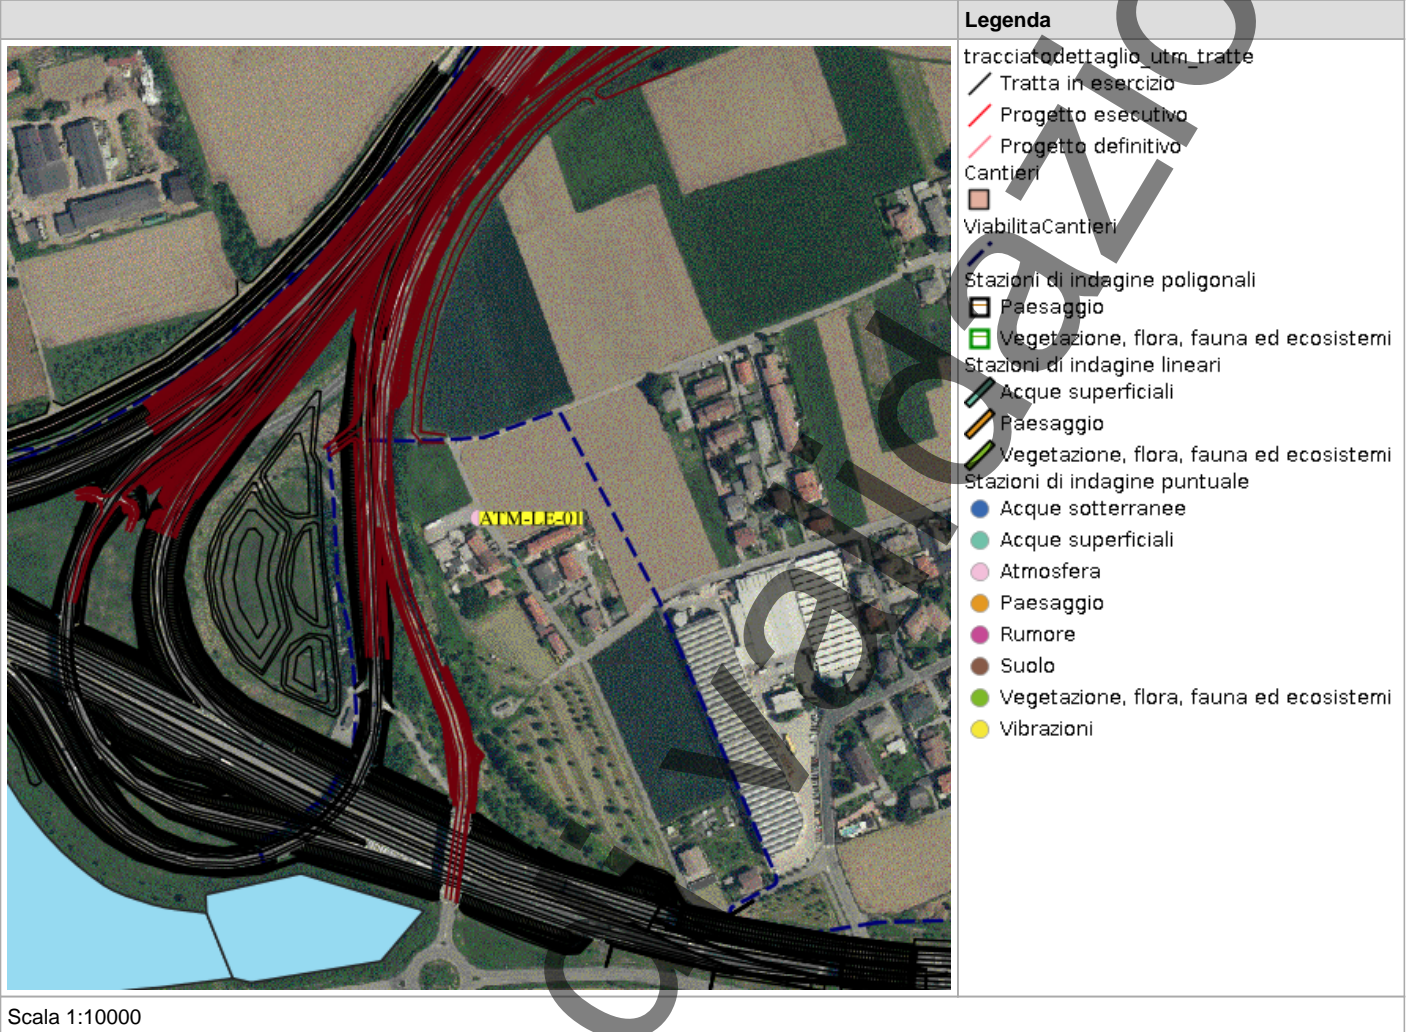 Legenda
tracciatodettaglio_utm_tratte
Tratta in esercizio
Progetto esecutivo
Progetto definitivo
Cantieri
ViabilitaCantieri
Stazioni di indagine poligonali
Paesaggio
Vegetazione, flora, fauna ed ecosistemi
Stazioni di indagine lineari
Acque superficiali
Paesaggio
Vegetazione, flora, fauna ed ecosistemi
Stazioni di indagine puntuale
Acque sotterranee
Acque superficiali
Atmosfera
Paesaggio
Rumore
Suolo
Vegetazione, flora, fauna ed ecosistemi
Vibrazioni
ATM-LE-01
Scala 1:10000